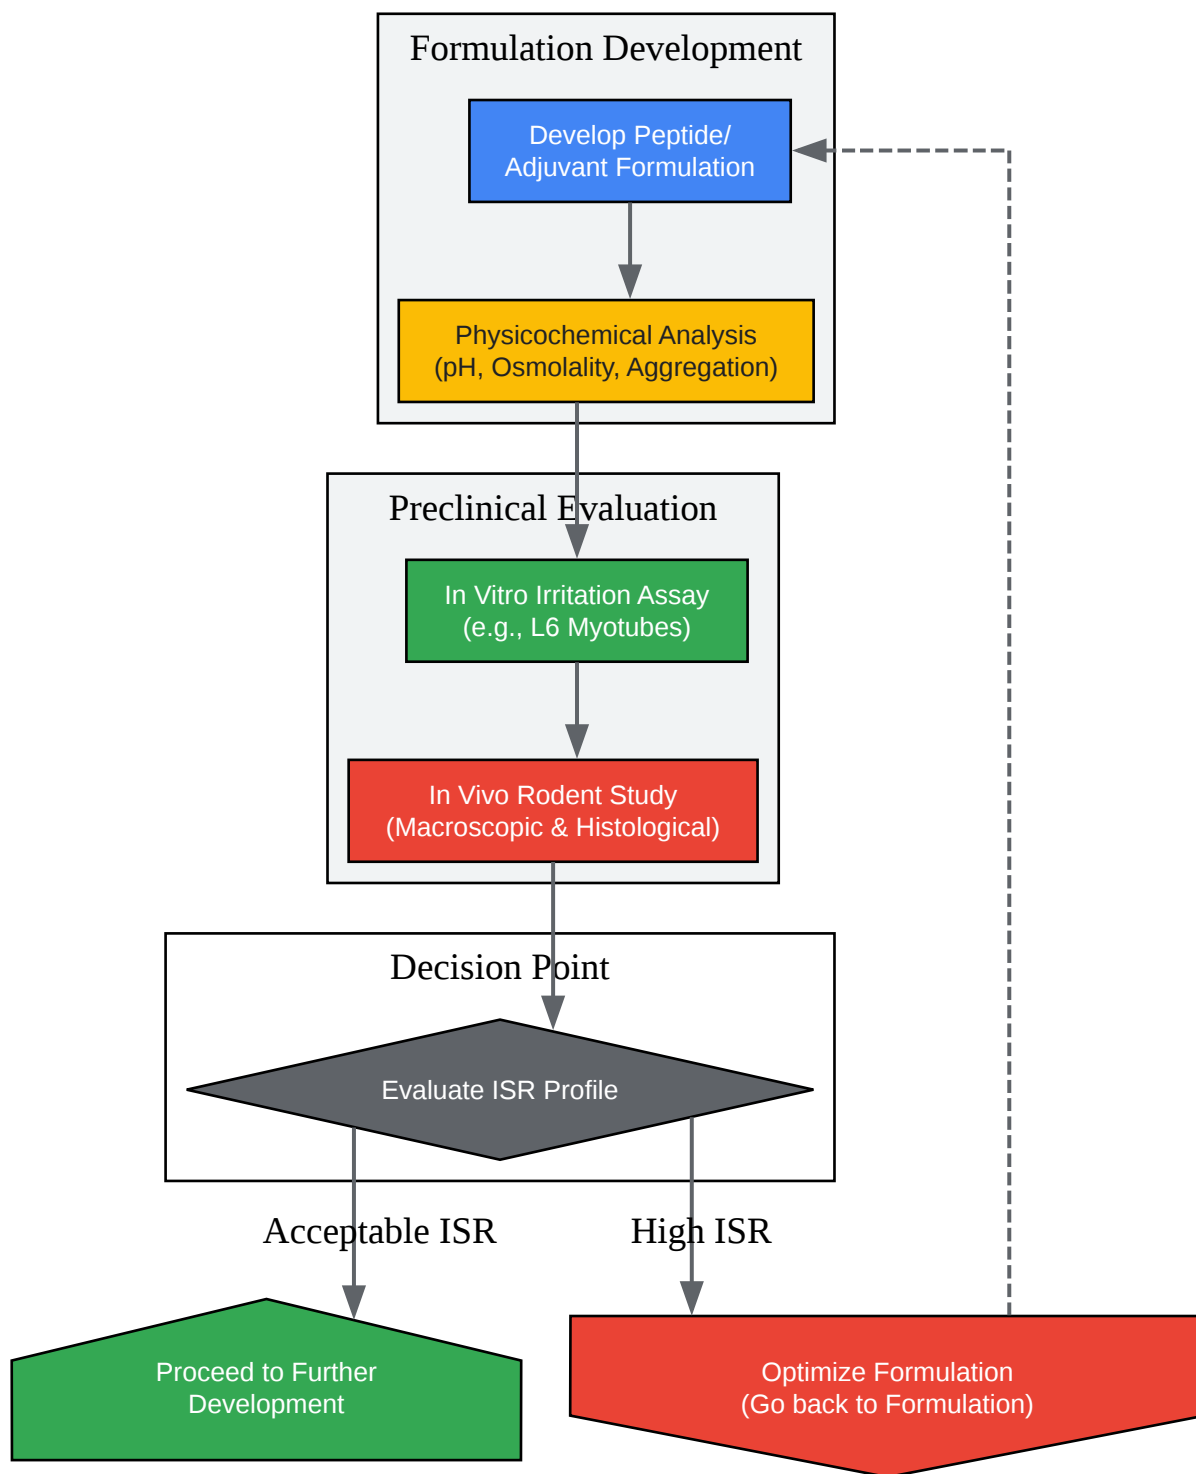 Formulation Development
Develop Peptide/
Adjuvant Formulation
Physicochemical Analysis
(pH, Osmolality, Aggregation)
Preclinical Evaluation
In Vitro Irritation Assay
(e.g., L6 Myotubes)
In Vivo Rodent Study
(Macroscopic & Histological)
Decision Point
Evaluate ISR Profile
Acceptable ISR
High ISR
Proceed to Further
Development
Optimize Formulation
(Go back to Formulation)